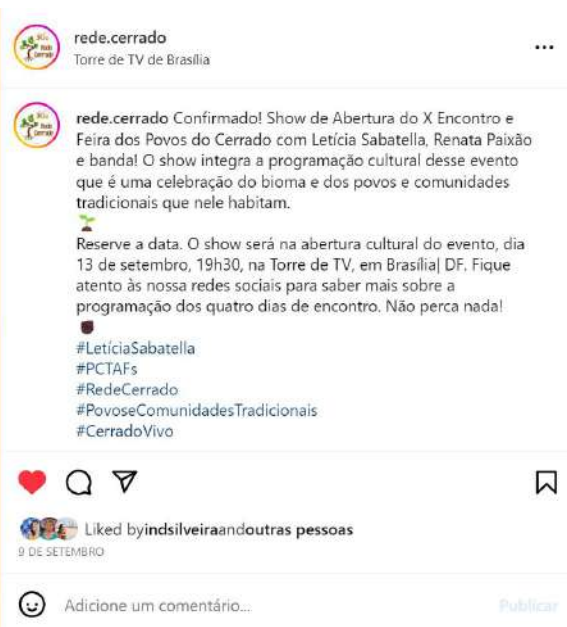 rede.cerrado
Torre de TV de Brasília
rede.cerrado Confirmado! Show de Abertura do X Encontro e
Feira dos Povos do Cerrado com Letícia Sabatella, Renata Paixão
e banda! O show integra a programação cultural desse evento
que é uma celebração do bioma e dos povos e comunidades
tradicionais que nele habitam.
Reserve a data. O show será na abertura cultural do evento, dia
13 de setembro, 19h30, na Torre de TV, em Brasília| DF. Fique
atento às nossa redes sociais para saber mais sobre a
programação dos quatro dias de encontro. Não perca nada!
#LetíciaSabatella
#PCTAFs
#RedeCerrado
#PovoseComunidadesTradicionais
#CerradoVivo
Liked byindsilveiraandoutras pessoas
9 DE SETEMBRO
Adicione um comentário...
Publicar